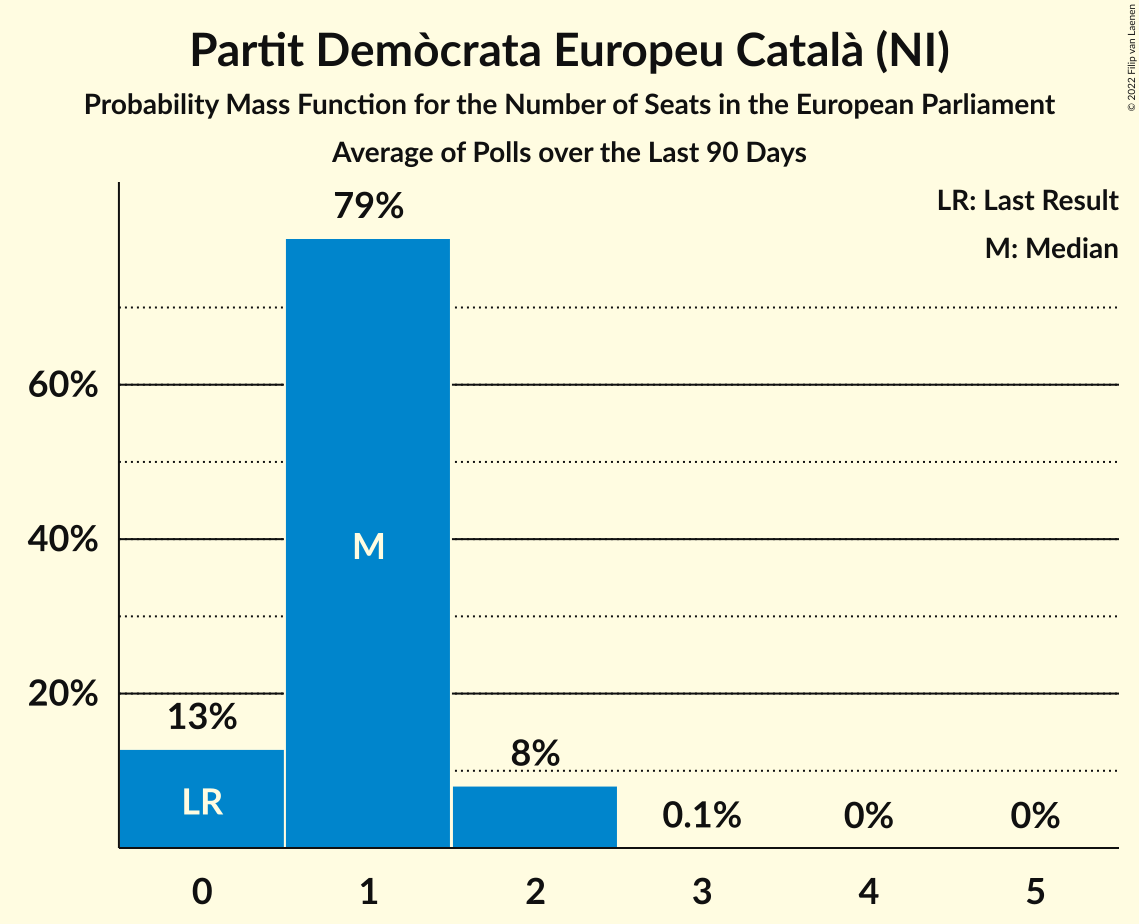 Partit Demòcrata Europeu Català (NI)
Probability Mass Function for the Number of Seats in the European Parliament
Average of Polls over the Last 90 Days
© 2022 Filip van Laenen
LR: Last Result
M: Median
79%
60%
40%
20%
M
13%
LR
8%
0.1%
0%
0%
0 1 2 3 4 5